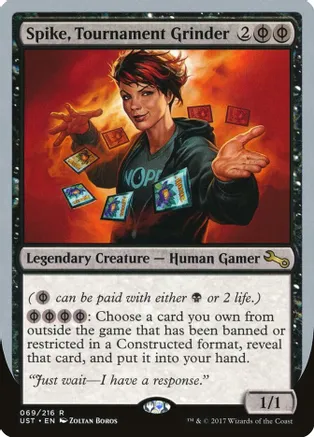 Spike, Tournament Grinder 2
NOPE
Legendary Creature — Human Gamer
( can be paid with either or 2 life.)
: Choose a card you own from
outside the game that has been banned or
restricted in a Constructed format, reveal
that card, and put it into your hand.
“Just wait—I have a response.”
1/1
069/216 R
UST • EN Zoltan Boros
™ & © 2017 Wizards of the Coast